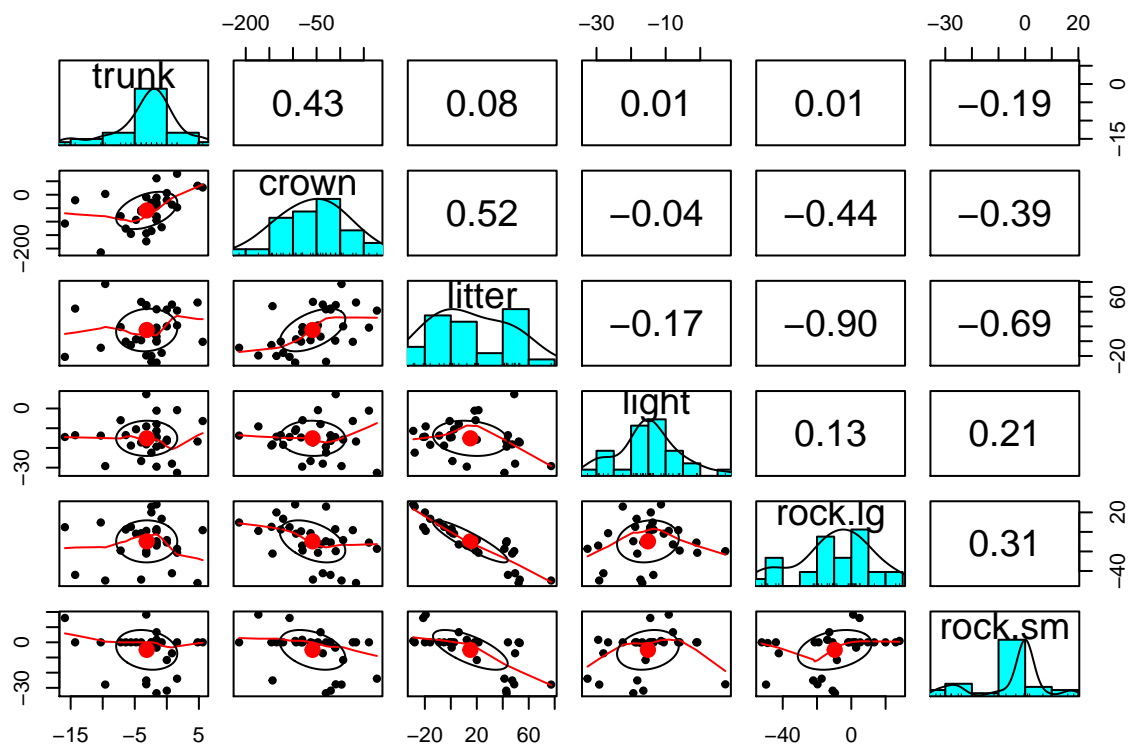 −200 −50 −30 −10 −30 0 20
trunk 0.43 0.08 0.01 0.01 −0.19 −15 0
−200 0 crown 0.52 −0.04 −0.44 −0.39
litter −0.17 −0.90 −0.69 −20 60
−30 0 light 0.13 0.21
rock.lg 0.31 −40 20
−30 0 rock.sm
−15 −5 5 −20 20 60 −40 0